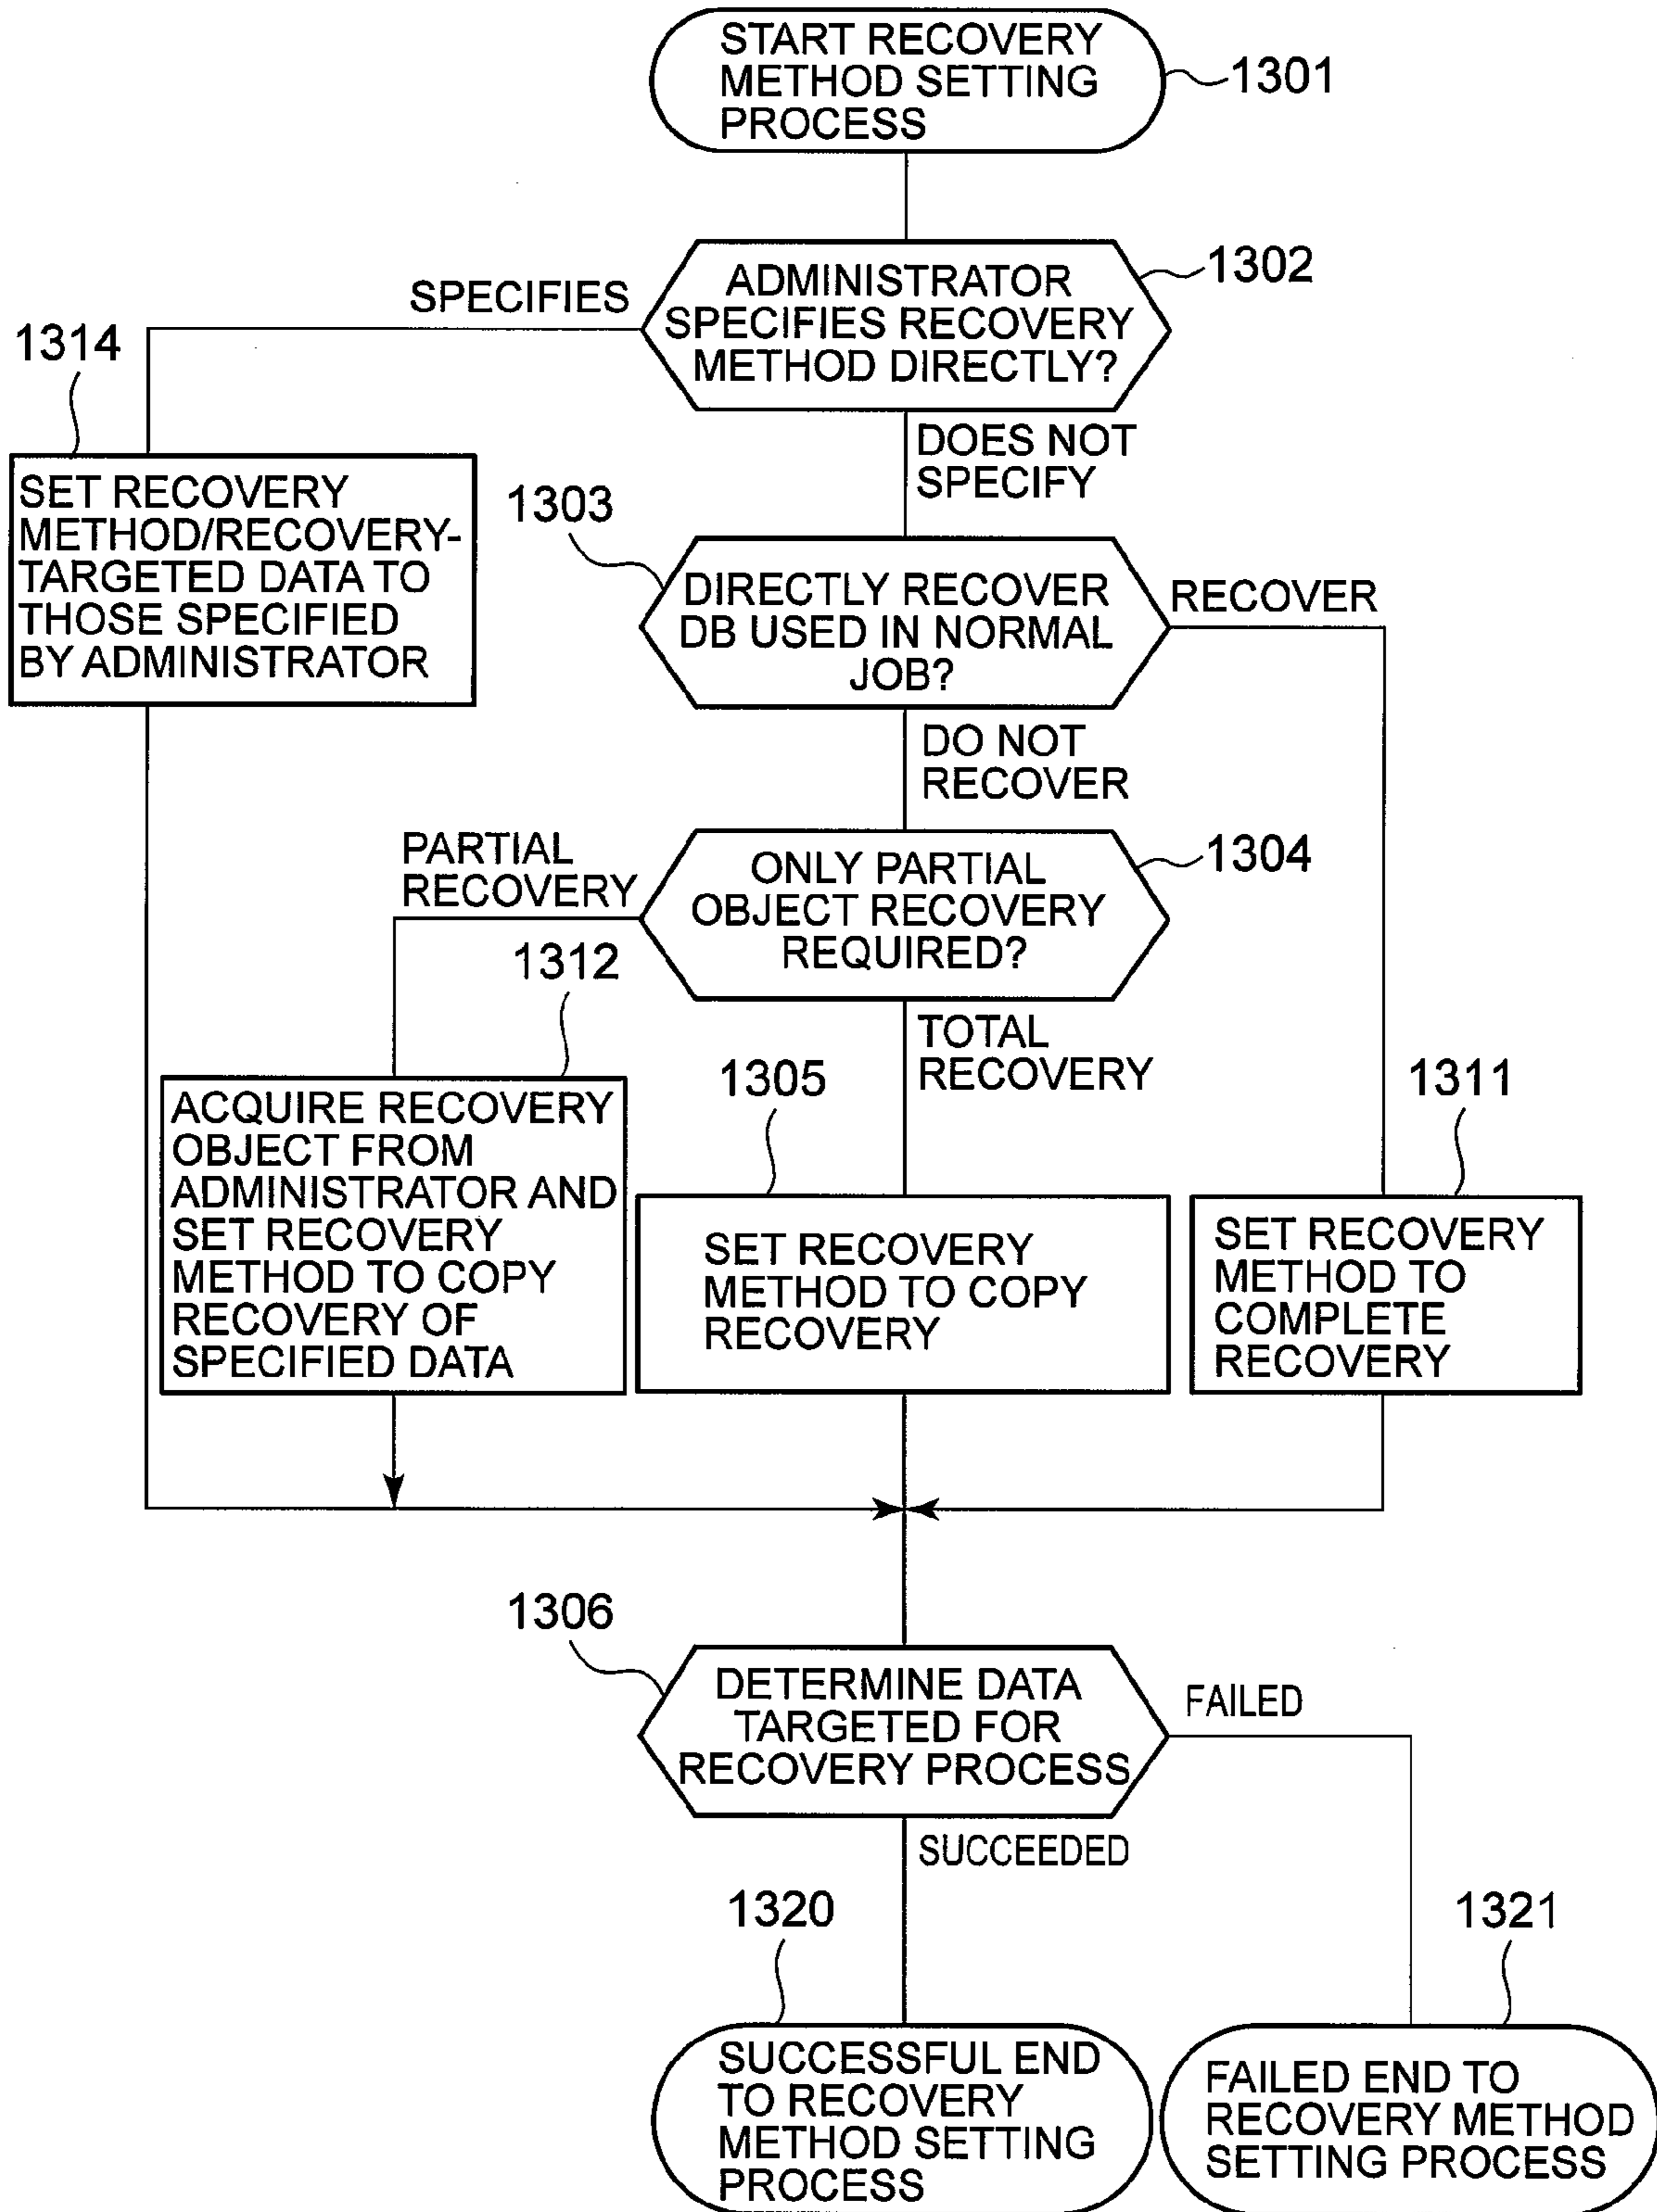 START RECOVERY
METHOD SETTING
PROCESS
1301
ADMINISTRATOR
SPECIFIES RECOVERY
METHOD DIRECTLY?
1302
SPECIFIES
1314
SET RECOVERY
METHOD/RECOVERY-
TARGETED DATA TO
THOSE SPECIFIED
BY ADMINISTRATOR
DOES NOT
SPECIFY
1303
DIRECTLY RECOVER
DB USED IN NORMAL
JOB?
RECOVER
DO NOT
RECOVER
PARTIAL
RECOVERY
ONLY PARTIAL
OBJECT RECOVERY
REQUIRED?
1304
1312
ACQUIRE RECOVERY
OBJECT FROM
ADMINISTRATOR AND
SET RECOVERY
METHOD TO COPY
RECOVERY OF
SPECIFIED DATA
TOTAL
RECOVERY
1305
SET RECOVERY
METHOD TO COPY
RECOVERY
1311
SET RECOVERY
METHOD TO
COMPLETE
RECOVERY
1306
DETERMINE DATA
TARGETED FOR
RECOVERY PROCESS
FAILED
SUCCEEDED
1320
SUCCESSFUL END
TO RECOVERY
METHOD SETTING
PROCESS
1321
FAILED END TO
RECOVERY METHOD
SETTING PROCESS